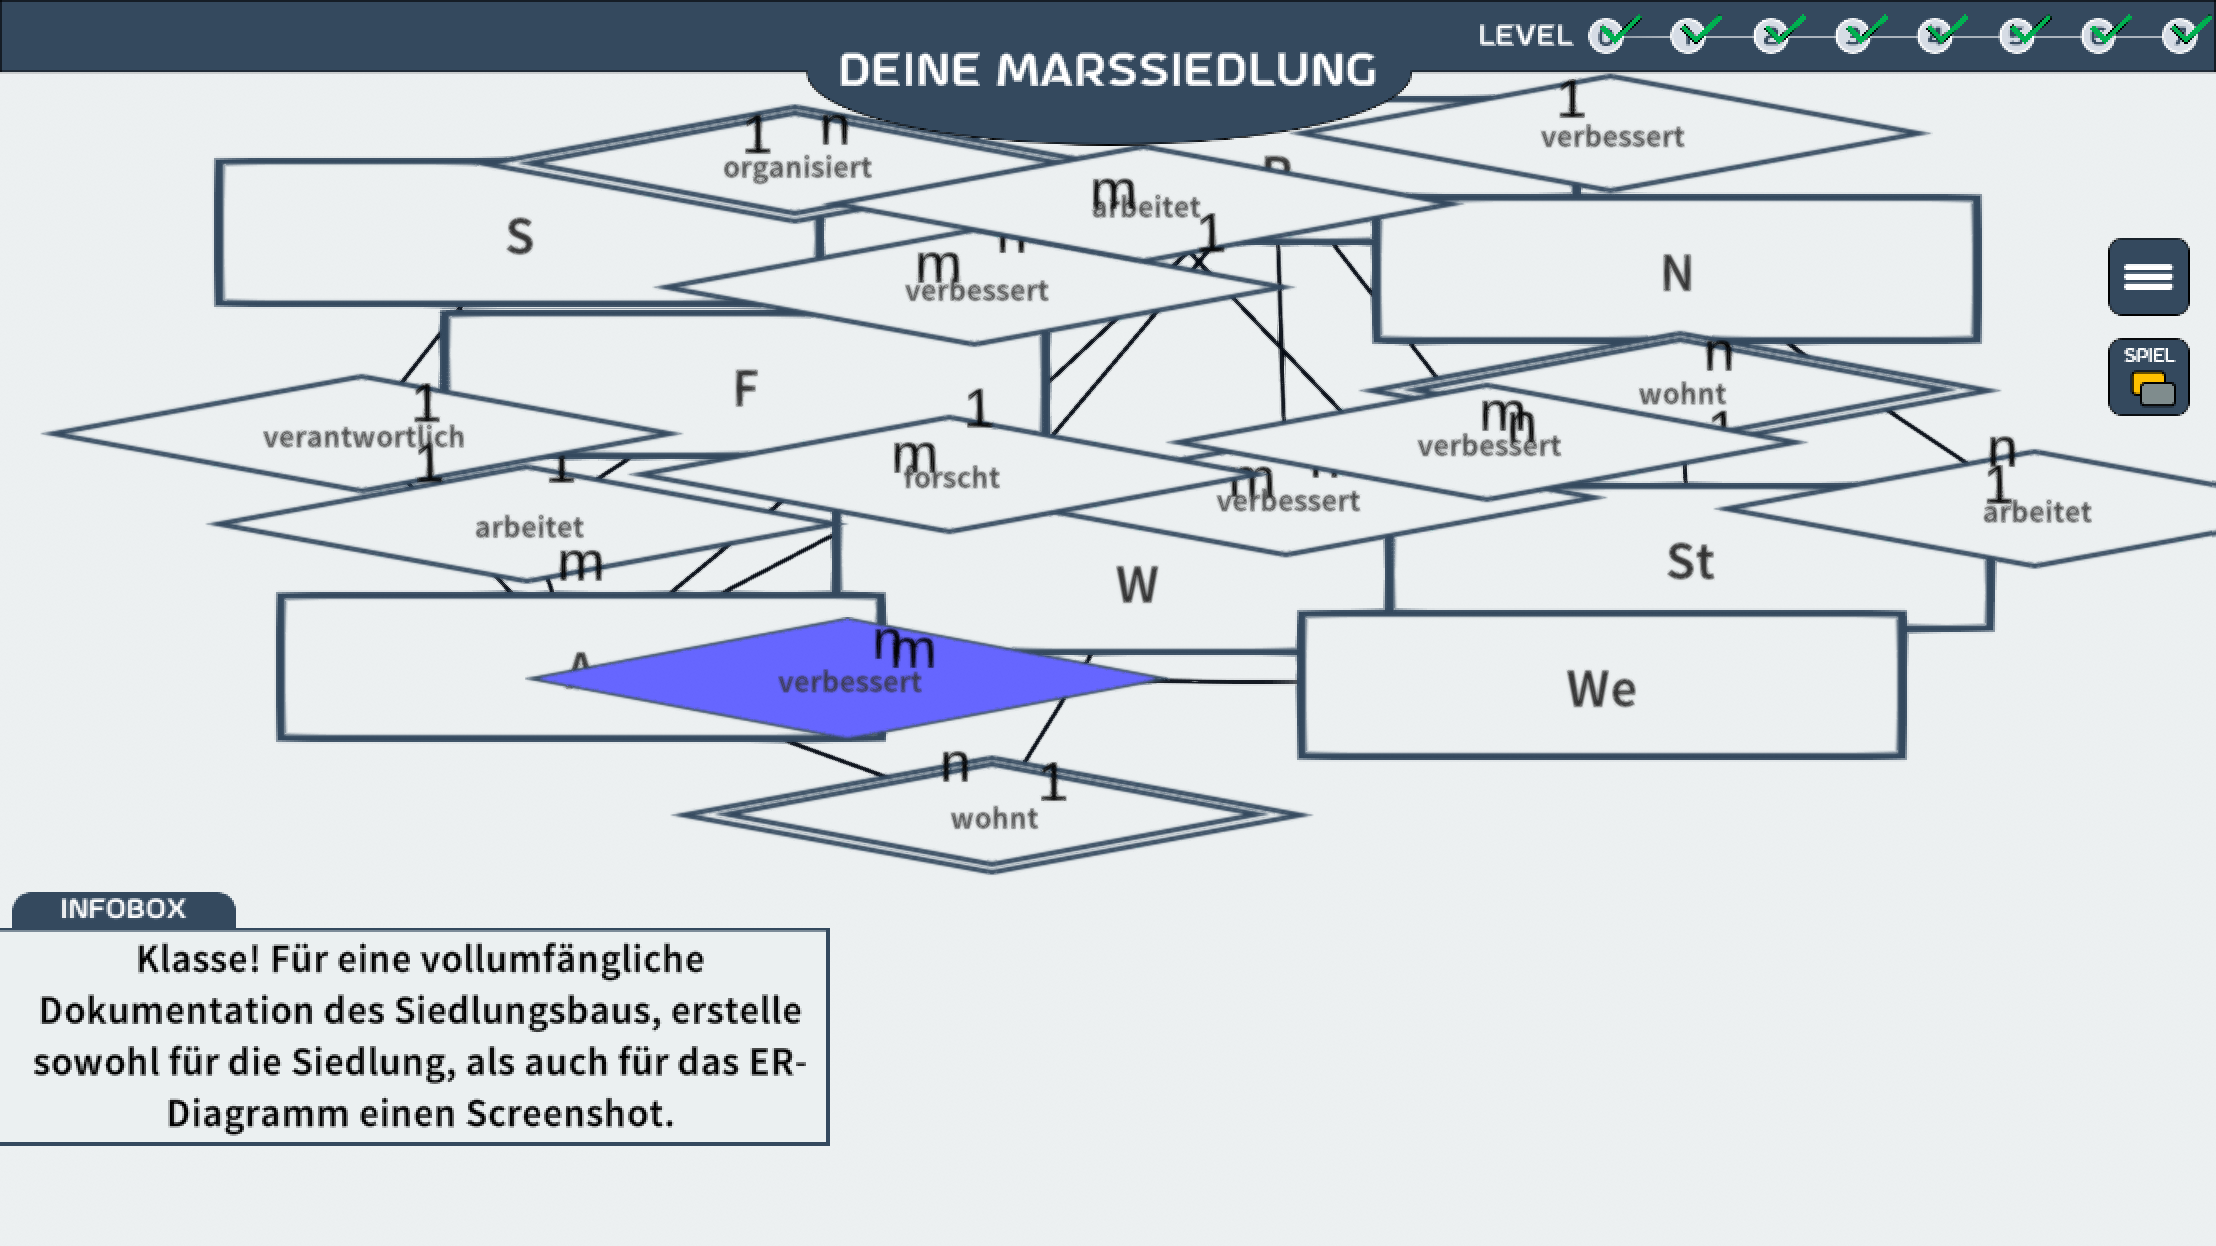 LEVEL
DEINE MARSSIEDLUNG
1
verbessert
1 n
organisiert
m
arbeitet
1
S
N
m
verbessert
SPIEL
F
n
wohnt
1
verantwortlich
1
1
m
forscht
m n
verbessert
m
verbessert
n
1
arbeitet
1
arbeitet
m
W
St
n m
verbessert
We
n 1
wohnt
INFOBOX
Klasse! Für eine vollumfängliche
Dokumentation des Siedlungsbaus, erstelle
sowohl für die Siedlung, als auch für das ER-
Diagramm einen Screenshot.